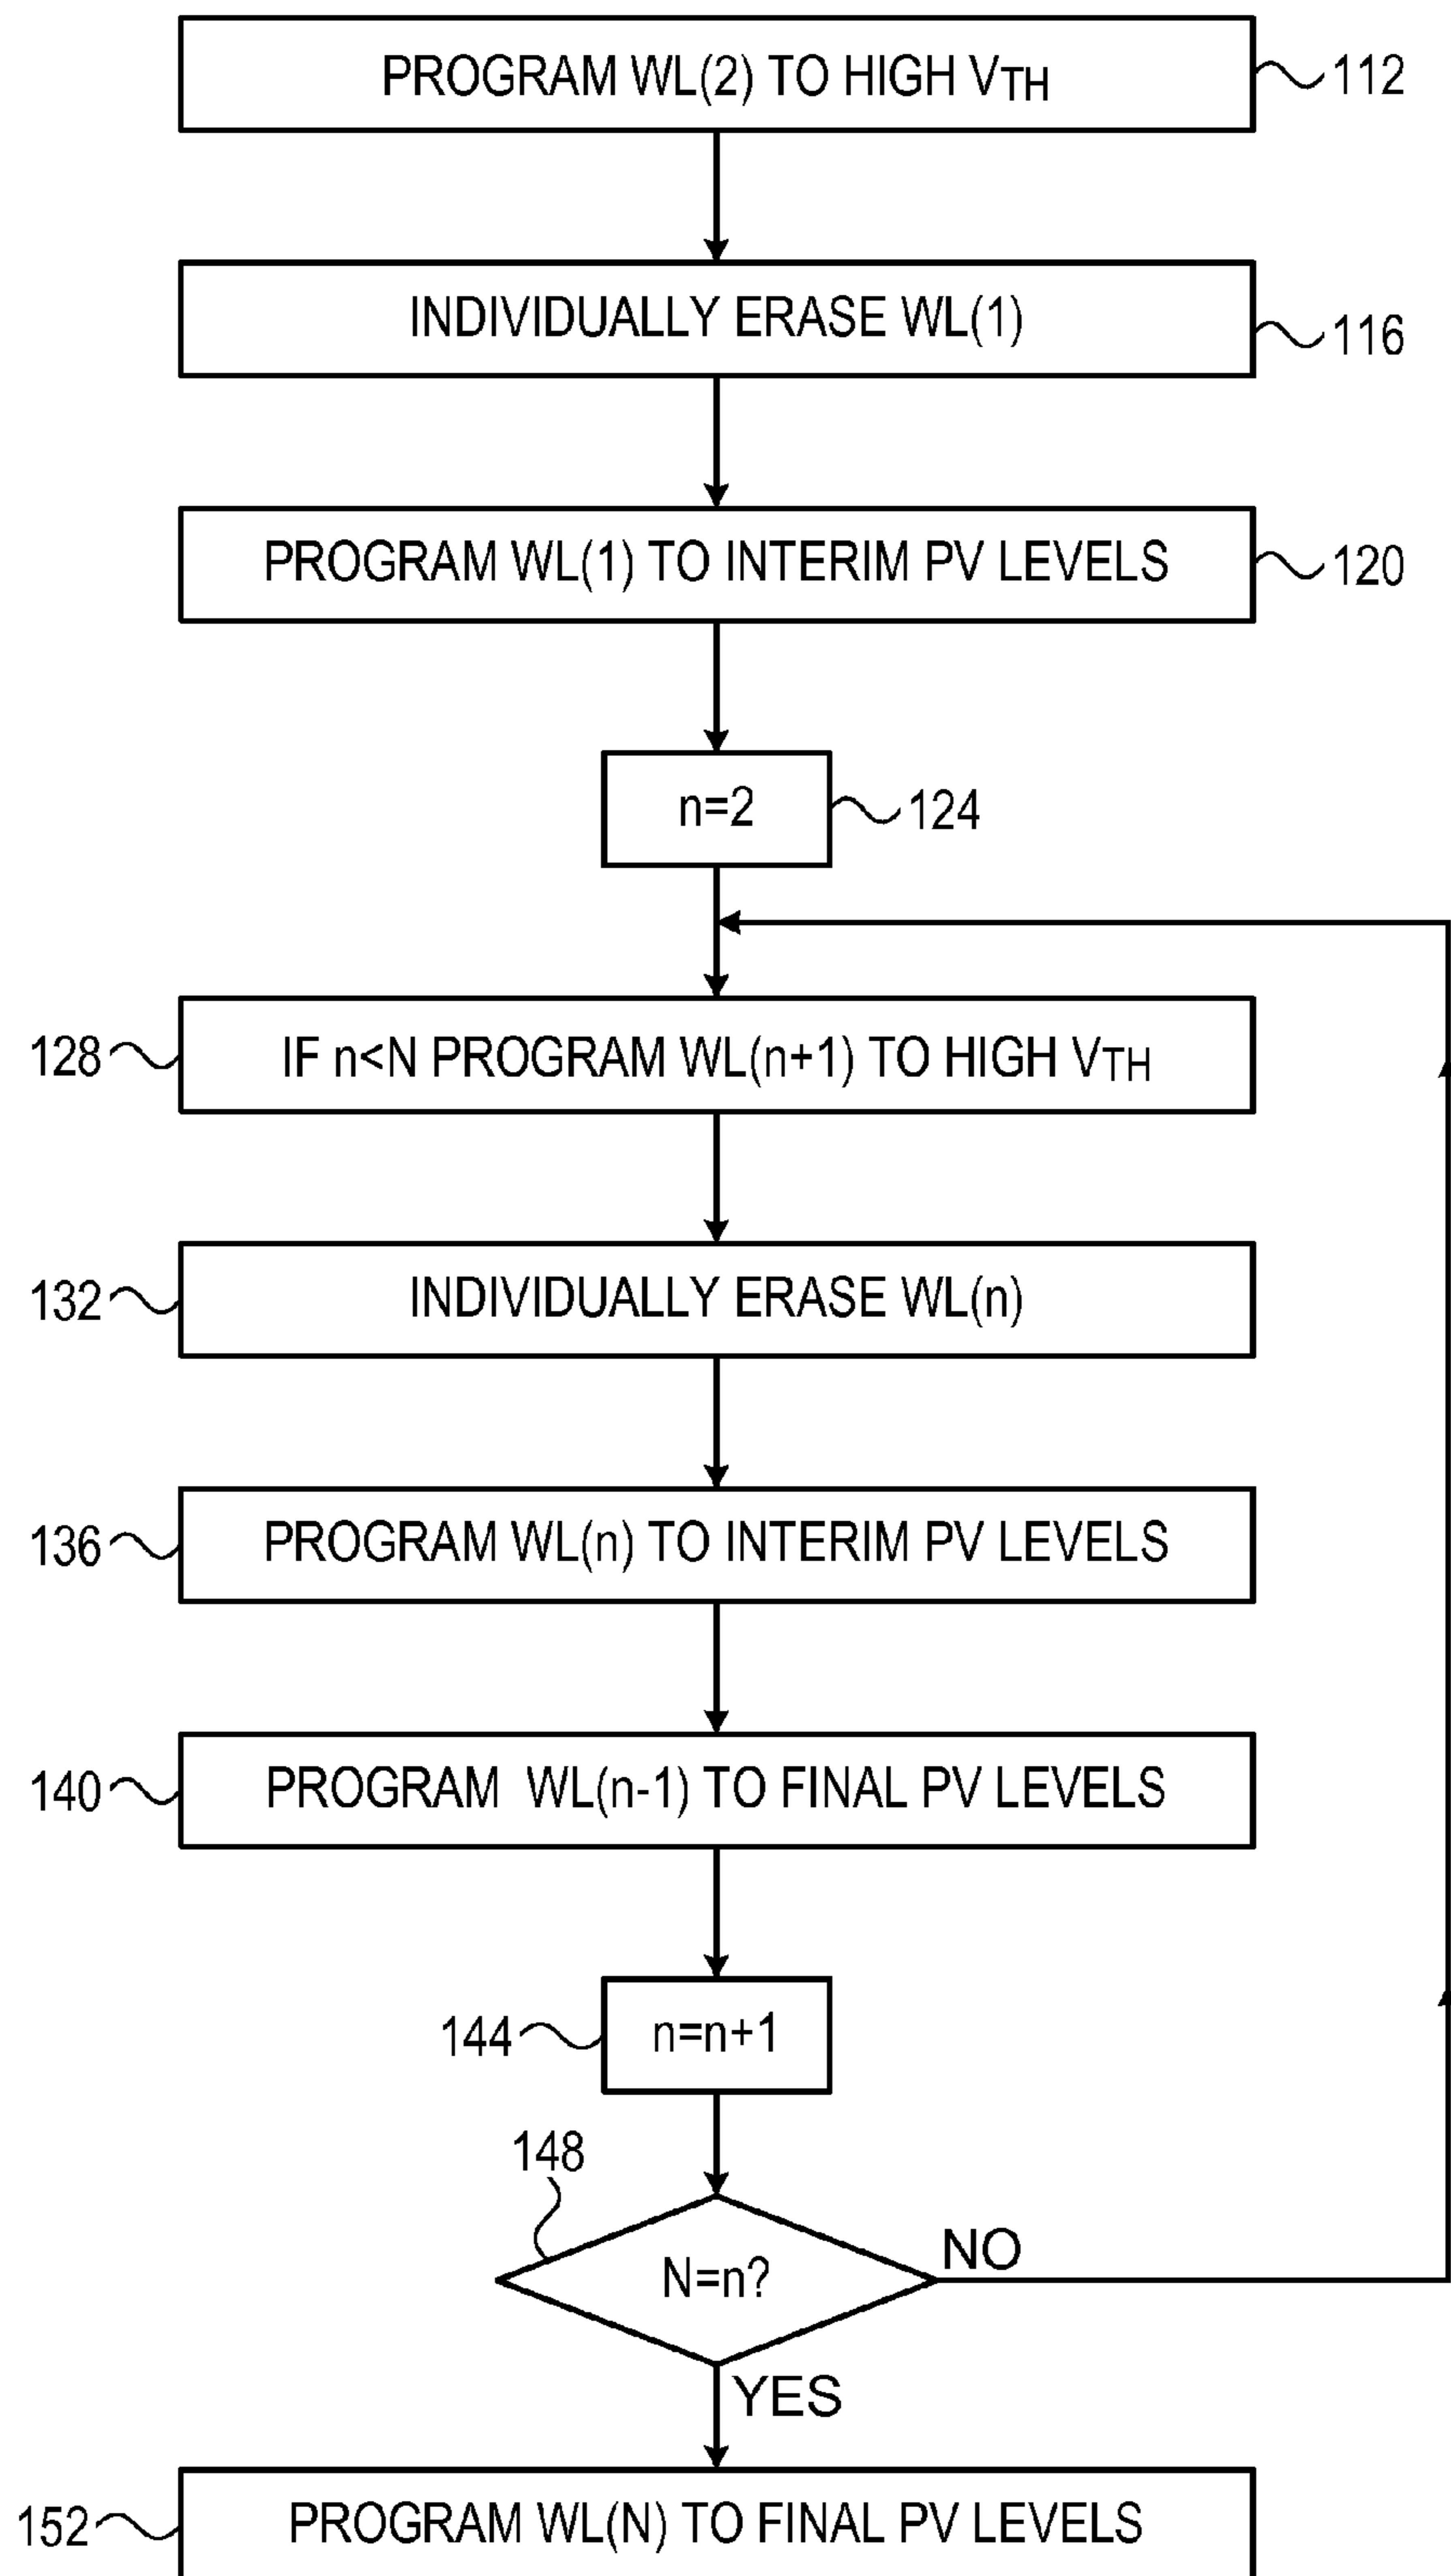 PROGRAM WL(2) TO HIGH VTH
112
INDIVIDUALLY ERASE WL(1)
116
PROGRAM WL(1) TO INTERIM PV LEVELS
120
n=2
124
128
IF n<N PROGRAM WL(n+1) TO HIGH VTH
132
INDIVIDUALLY ERASE WL(n)
136
PROGRAM WL(n) TO INTERIM PV LEVELS
140
PROGRAM WL(n-1) TO FINAL PV LEVELS
144
n=n+1
148
N=n?
NO
YES
152
PROGRAM WL(N) TO FINAL PV LEVELS